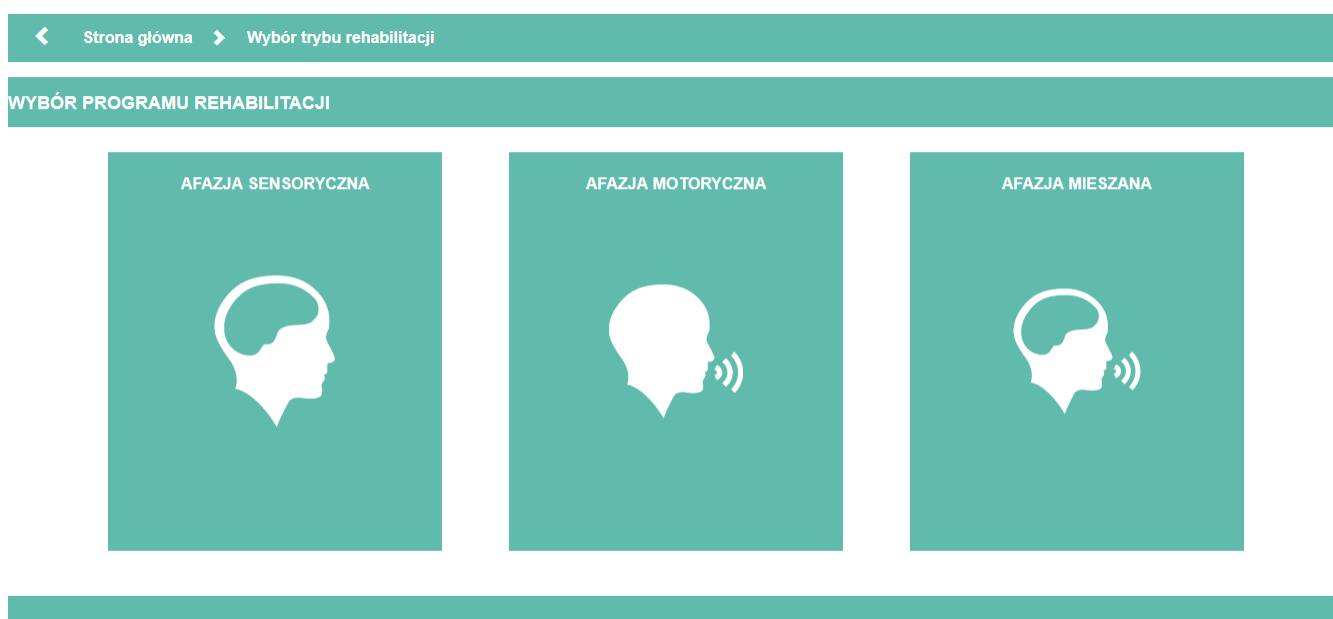 Strona główna Wybór trybu rehabilitacji
WYBÓR PROGRAMU REHABILITACJI
AFAZJA SENSORYCZNA
AFAZJA MOTORYCZNA
AFAZJA MIESZANA